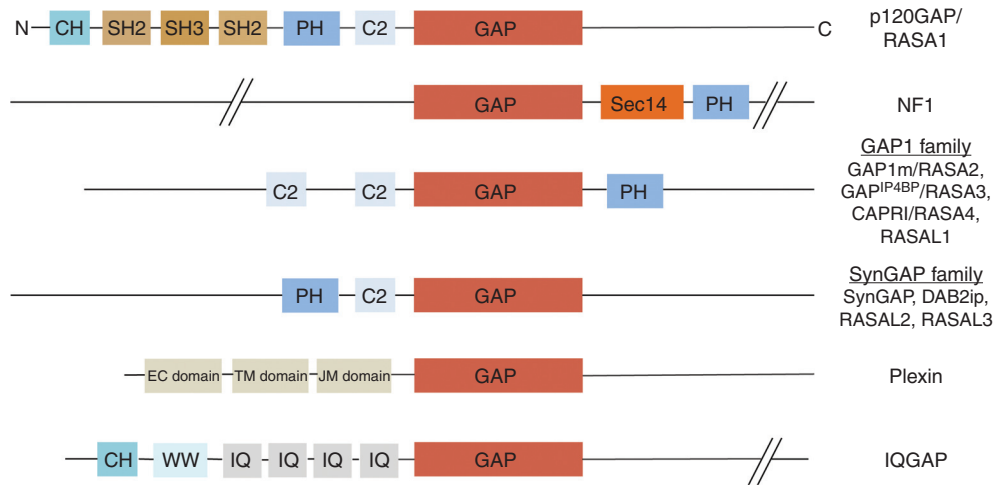 N CH SH2 SH3 SH2 PH C2 GAP C p120GAP/
RASA1
GAP Sec14 PH NF1
GAP1 family
GAP1m/RASA2,
C2 C2 GAP PH GAPIP4BP/RASA3,
CAPRI/RASA4,
RASAL1
SynGAP family
PH C2 GAP SynGAP, DAB2ip,
RASAL2, RASAL3
EC domain TM domain JM domain GAP Plexin
CH WW IQ IQ IQ IQ GAP IQGAP